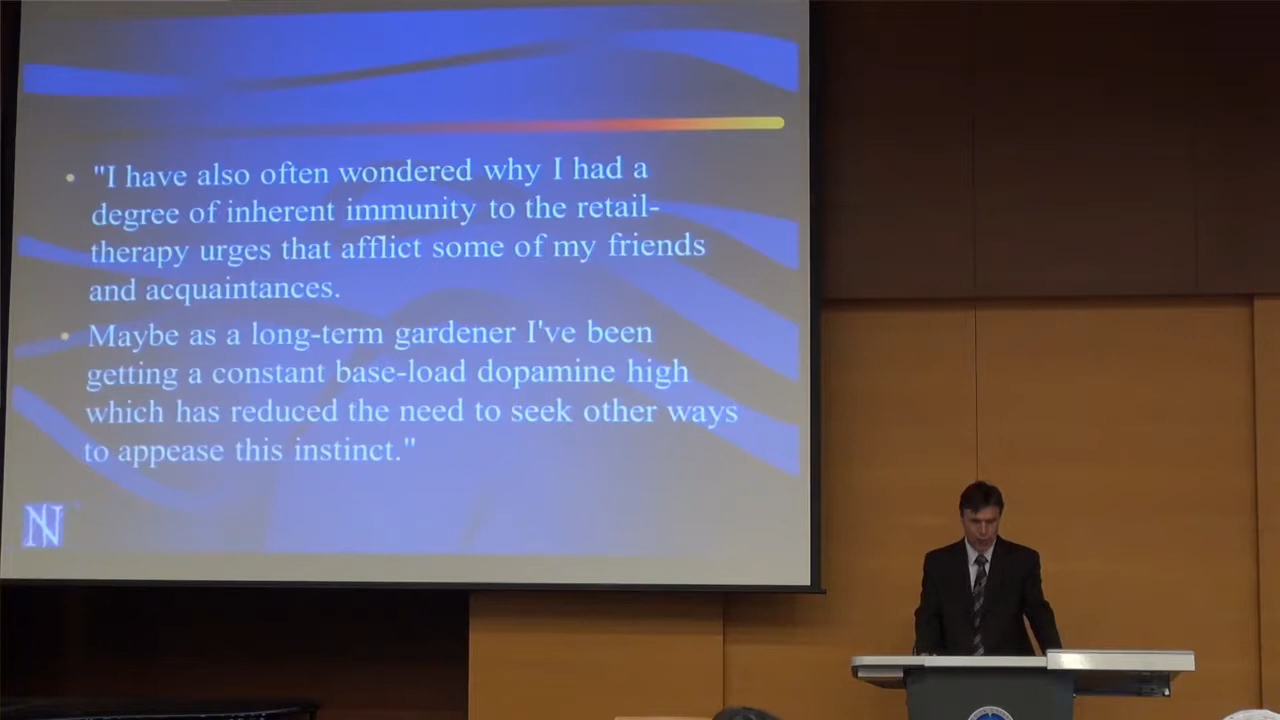 • "I have also often wondered why I had a
degree of inherent immunity to the retail-
therapy urges that afflict some of my friends
and acquaintances.
• Maybe as a long-term gardener I've been
getting a constant base-load dopamine high
which has reduced the need to seek other ways
to appease this instinct."
N